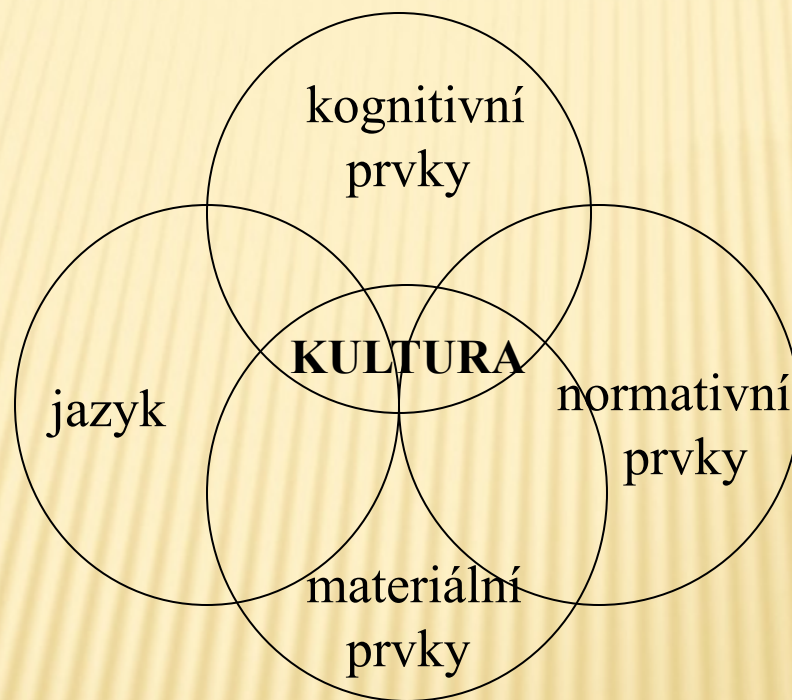 kognitivní
prvky
KULTURA
jazyk
normativní
prvky
materiální
prvky